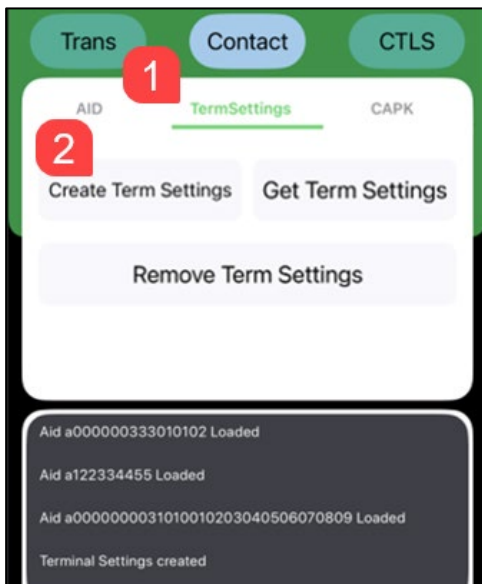 Trans Contact CTLS
1
AID TermSettings CAPK
2
Create Term Settings Get Term Settings
Remove Term Settings
Aid a000000333010102 Loaded
Aid a122334455 Loaded
Aid a0000000031010010203040506070809 Loaded
Terminal Settings created